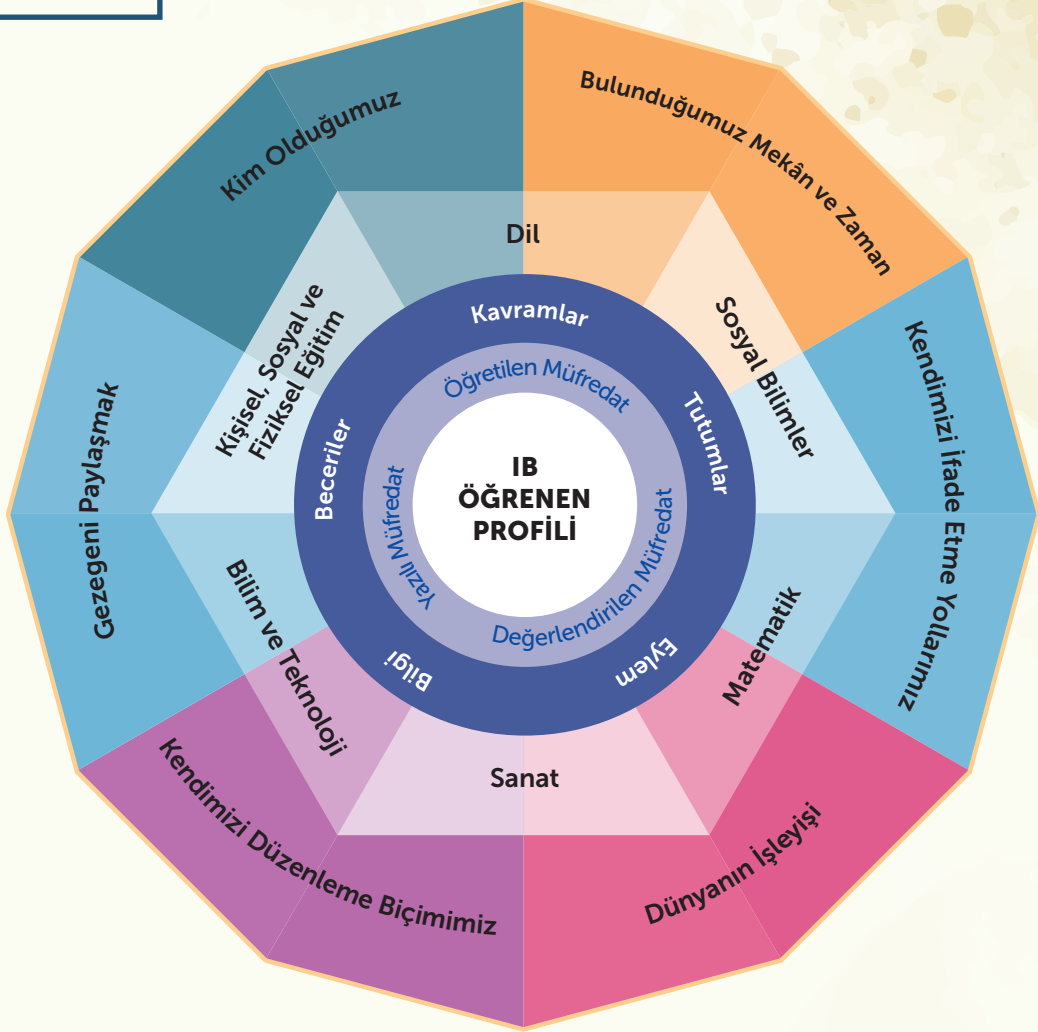 Kim Olduğumuz
Bulunduğumuz Mekân ve Zaman
Kendimizi İfade Etme Yollarımız
Dünyanın İşleyişi
Kendimizi Düzenleme Biçimimiz
Gezegeni Paylaşmak
Dil
Sosyal Bilimler
Matematik
Sanat
Bilim ve Teknoloji
Kişisel, Sosyal ve
Fiziksel Eğitim
Kavramlar
Tutumlar
Eylem
Bilgi
Beceriler
Öğretilen Müfredat
Değerlendirilen Müfredat
Yazılı Müfredat
IB
ÖĞRENEN
PROFİLİ